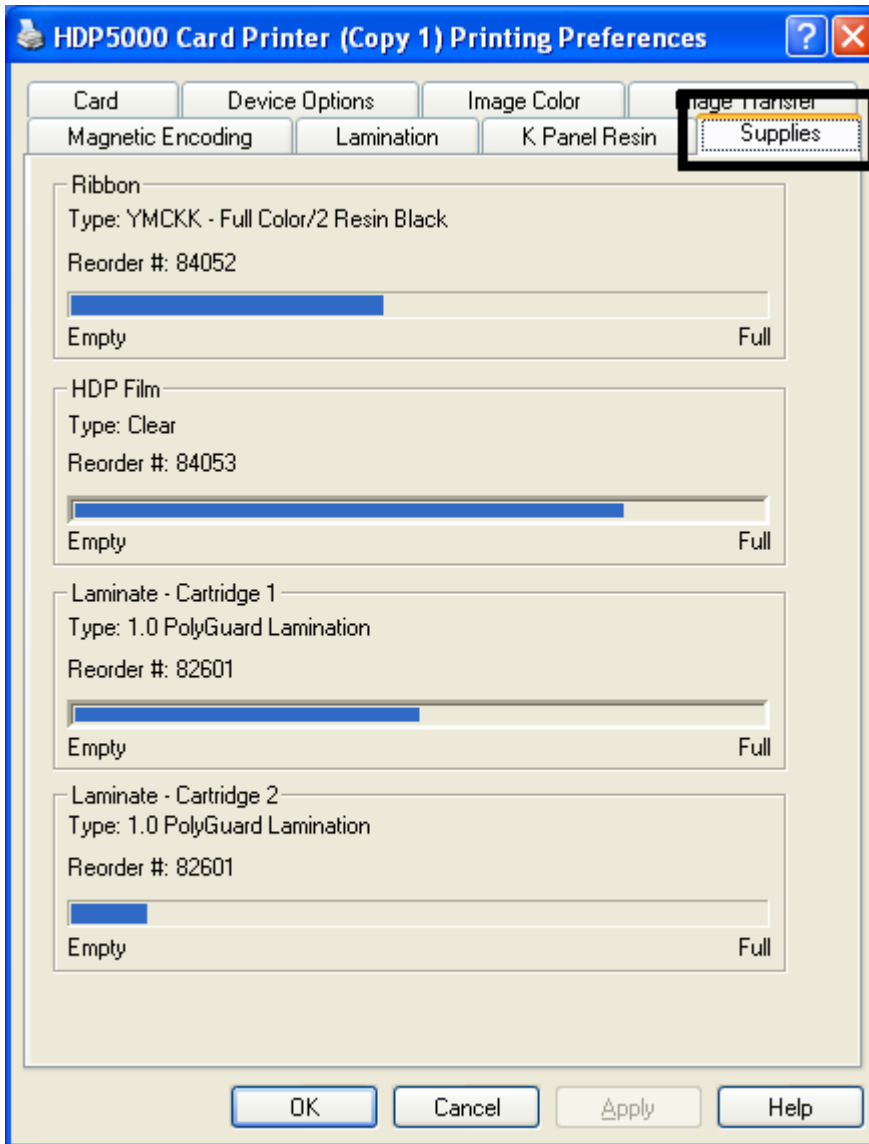 HDP5000 Card Printer (Copy 1) Printing Preferences
Card Device Options Image Color Image Transfer
Magnetic Encoding Lamination K Panel Resin Supplies
Ribbon
Type: YMCKK - Full Color/2 Resin Black
Reorder #: 84052
Empty Full
HDP Film
Type: Clear
Reorder #: 84053
Empty Full
Laminate - Cartridge 1
Type: 1.0 PolyGuard Lamination
Reorder #: 82601
Empty Full
Laminate - Cartridge 2
Type: 1.0 PolyGuard Lamination
Reorder #: 82601
Empty Full
OK Cancel Apply Help